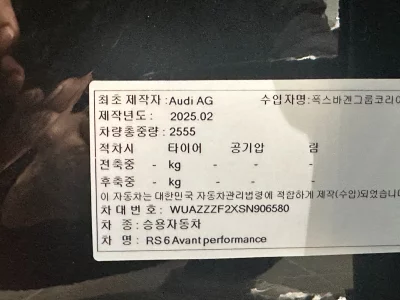 최초 제작자 : Audi AG 수입자명:폭스바겐그룹코리아
제작년도 : 2025.02
차량총중량 : 2555
적차시 타이어 공기압 림
전축중 - kg - - -
후축중 - kg - - -
이 자동차는 대한민국 자동차관리법령에 적합하게 제작(수입)되었습니
차 대 번 호 : WUAZZZF2XSN906580
차 종 : 승용자동차
차 명 : RS 6 Avant performance